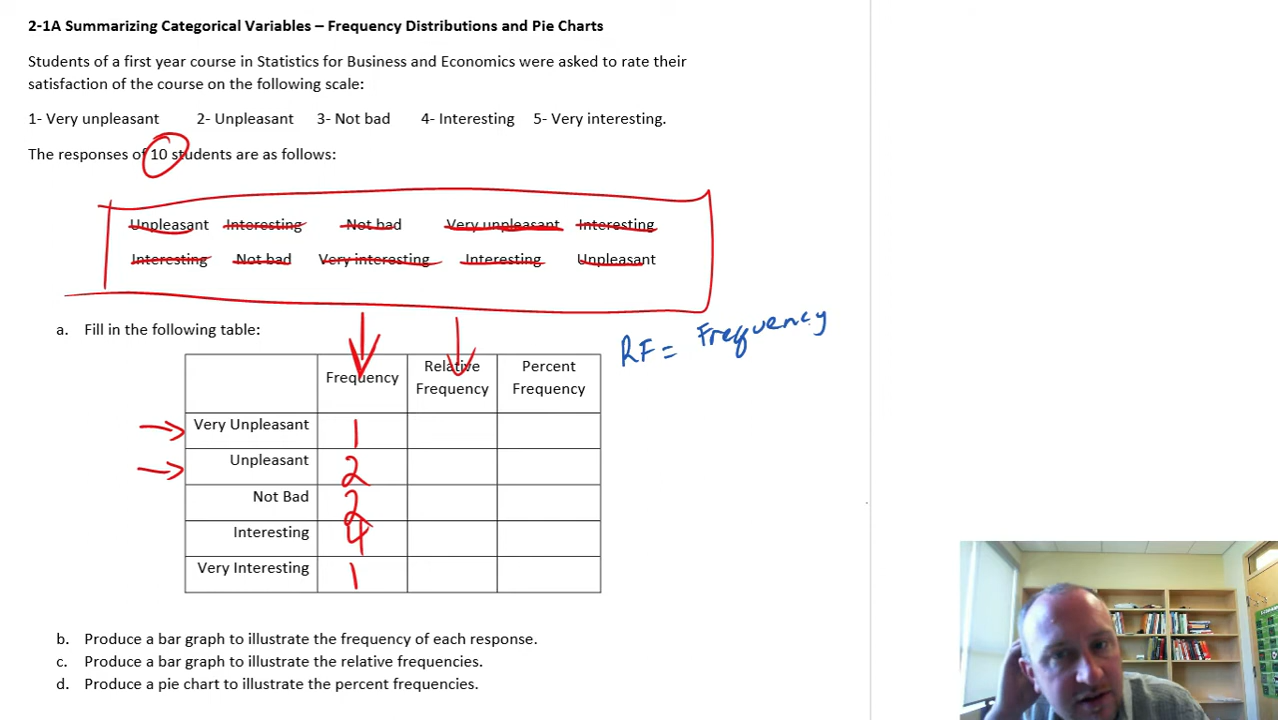 2-1A Summarizing Categorical Variables – Frequency Distributions and Pie Charts
Students of a first year course in Statistics for Business and Economics were asked to rate their
satisfaction of the course on the following scale:
1- Very unpleasant 2- Unpleasant 3- Not bad 4- Interesting 5- Very interesting.
The responses of 10 students are as follows:
Unpleasant Interesting Not bad Very unpleasant Interesting
Interesting Not bad Very interesting Interesting Unpleasant
a. Fill in the following table:
RF = Frequency
Frequency Relative Frequency Percent Frequency
Very Unpleasant 1
Unpleasant 2
Not Bad 2
Interesting 4
Very Interesting 1
b. Produce a bar graph to illustrate the frequency of each response.
c. Produce a bar graph to illustrate the relative frequencies.
d. Produce a pie chart to illustrate the percent frequencies.